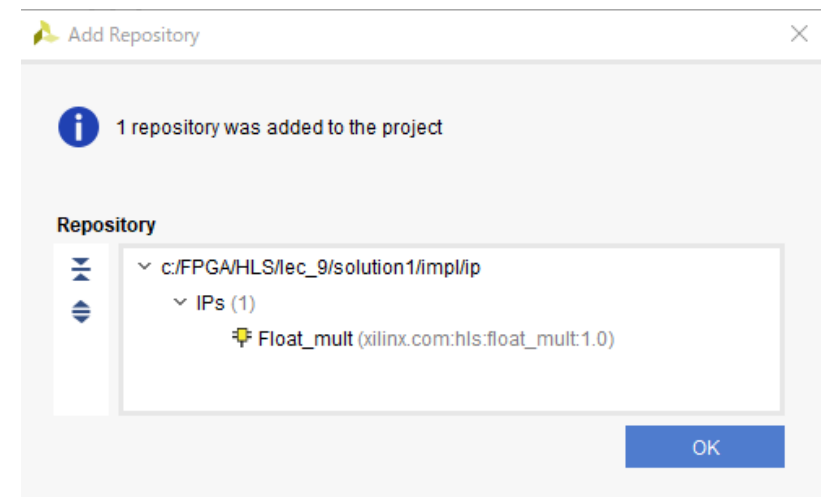 Add Repository
1 repository was added to the project
Repository
c:/FPGA/HLS/lec_9/solution1/impl/ip
IPs (1)
Float_mult (xilinx.com:hls:float_mult:1.0)
OK